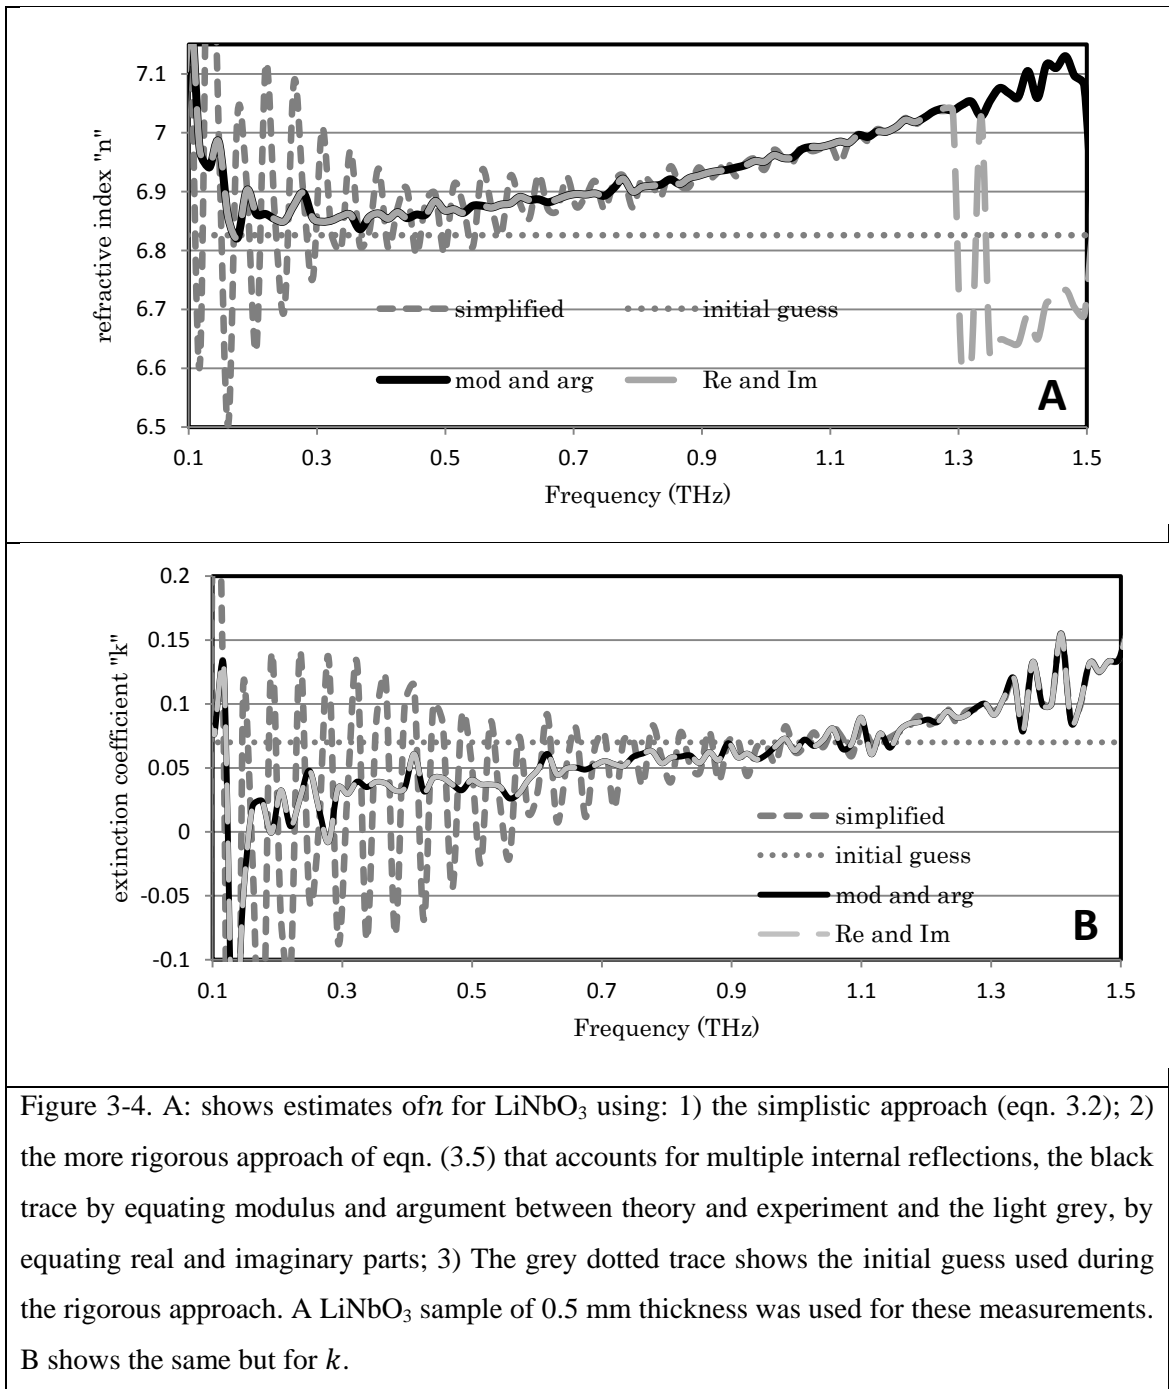 7.1
7
6.9
6.8
6.7
6.6
6.5
refractive index "n"
simplified
initial guess
mod and arg
Re and Im
A
0.1 0.3 0.5 0.7 0.9 1.1 1.3 1.5
Frequency (THz)
0.2
0.15
0.1
0.05
0
-0.05
-0.1
extinction coefficient "k"
simplified
initial guess
mod and arg
Re and Im
B
0.1 0.3 0.5 0.7 0.9 1.1 1.3 1.5
Frequency (THz)
Figure 3-4. A: shows estimates of𝑛 for LiNbO₃ using: 1) the simplistic approach (eqn. 3.2); 2)
the more rigorous approach of eqn. (3.5) that accounts for multiple internal reflections, the black
trace by equating modulus and argument between theory and experiment and the light grey, by
equating real and imaginary parts; 3) The grey dotted trace shows the initial guess used during
the rigorous approach. A LiNbO₃ sample of 0.5 mm thickness was used for these measurements.
B shows the same but for 𝑘.